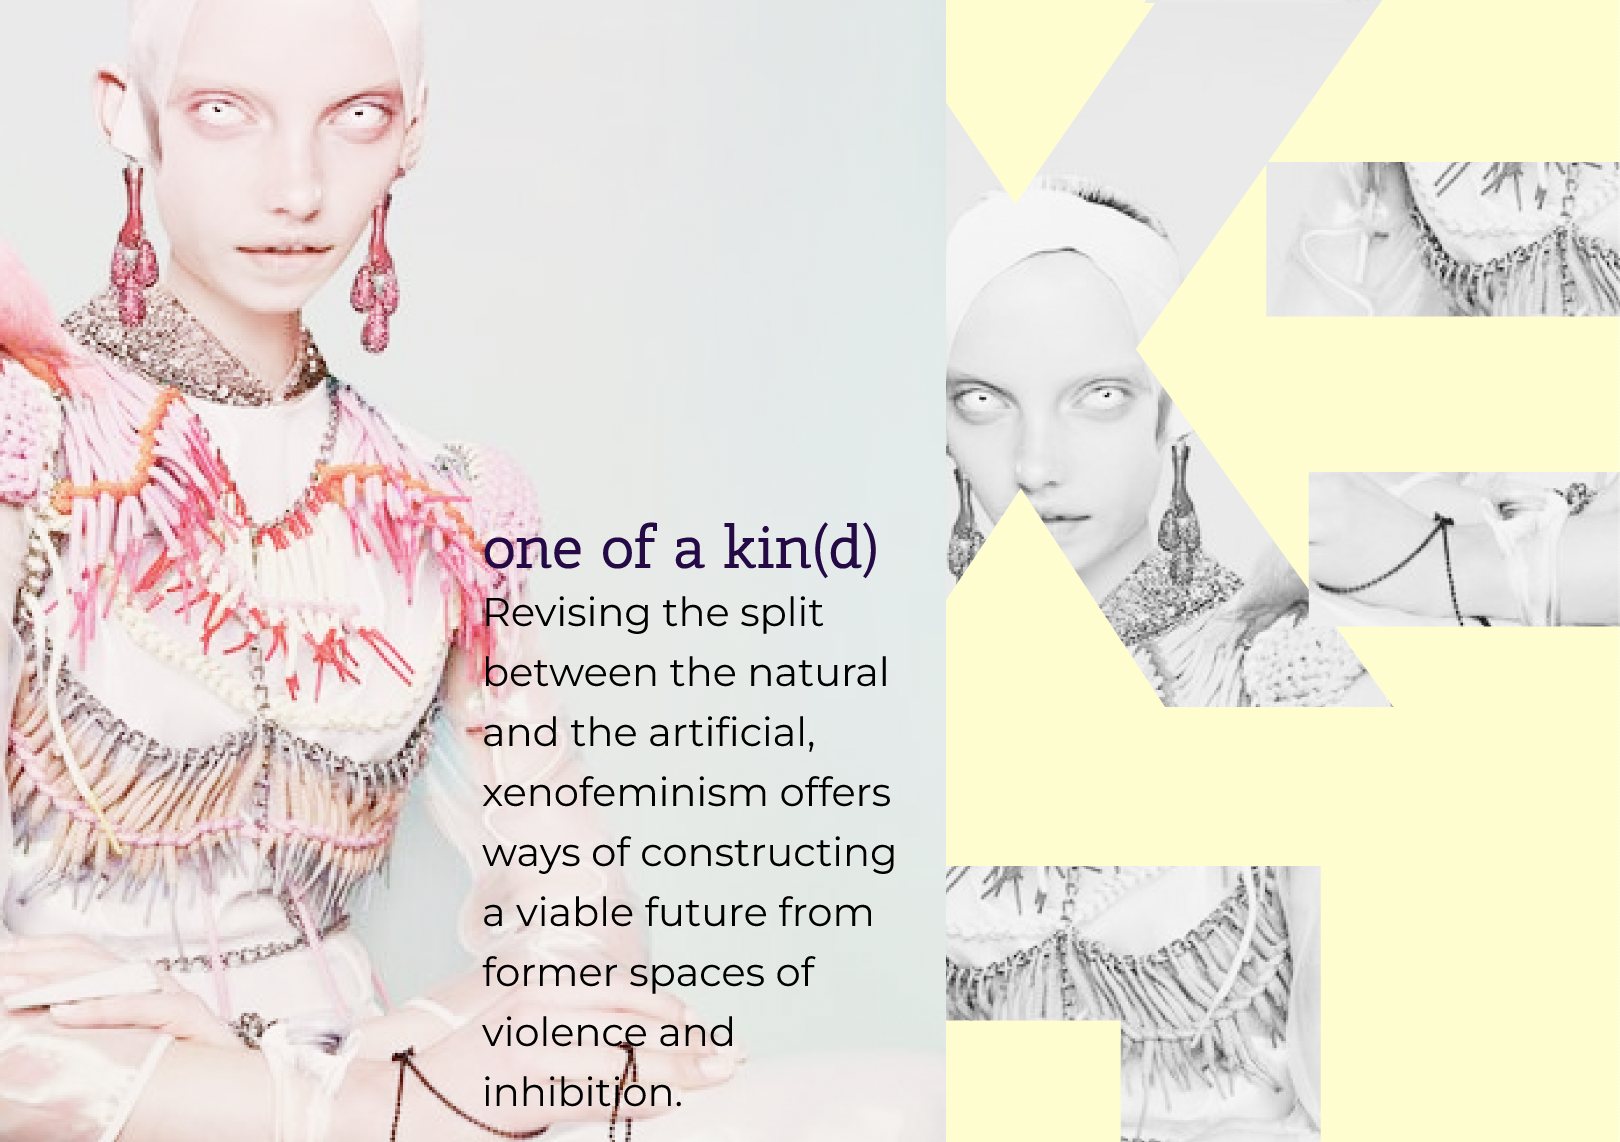 one of a kin(d)
Revising the split
between the natural
and the artificial,
xenofeminism offers
ways of constructing
a viable future from
former spaces of
violence and
inhibition.